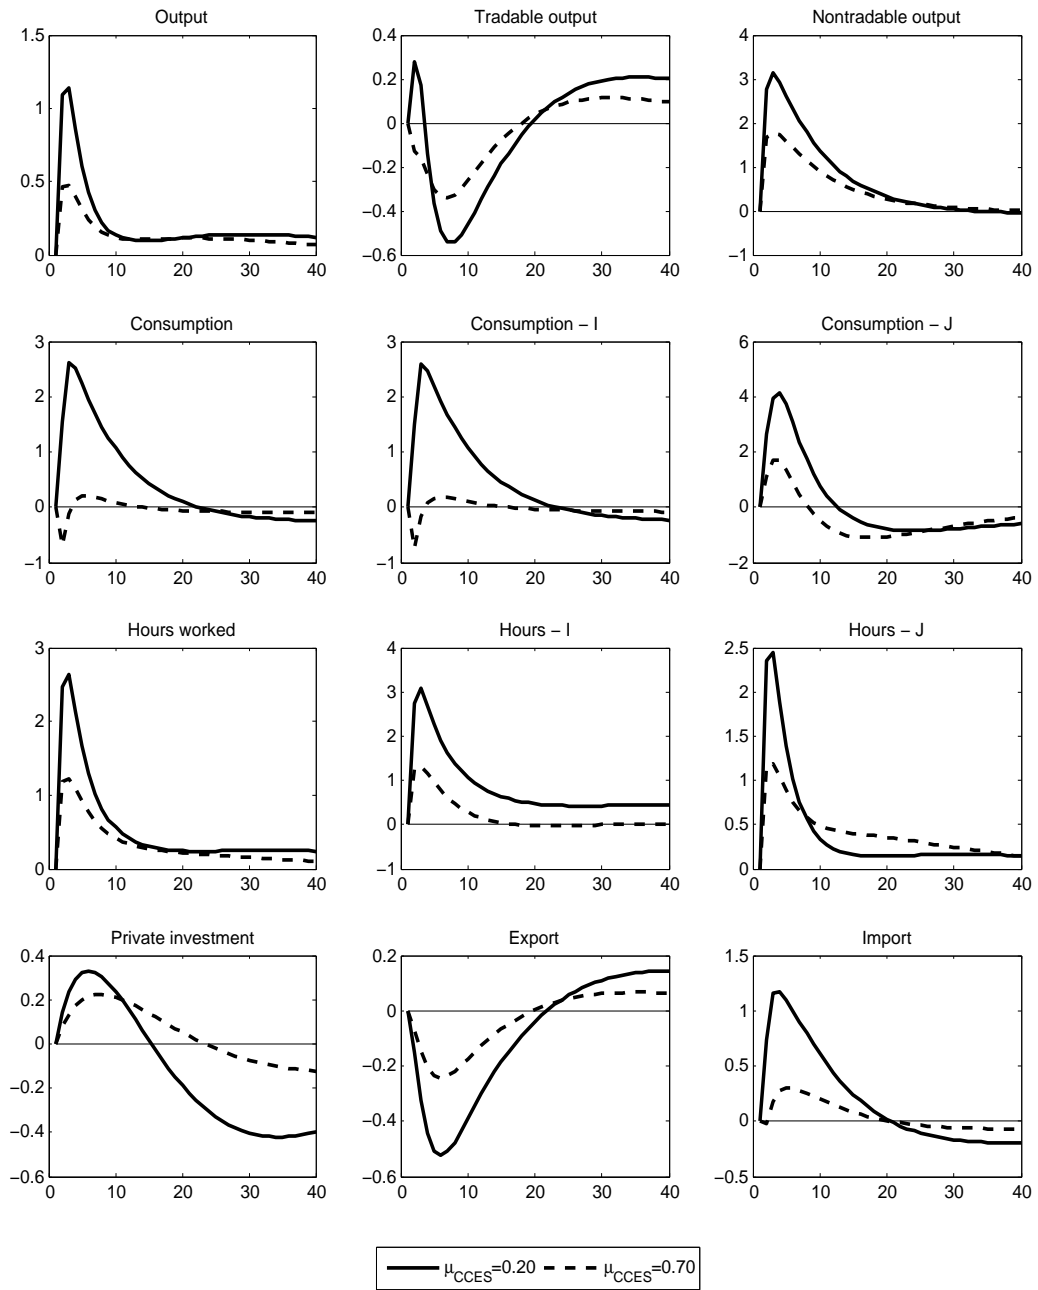 Output
1.5
1
0.5
0
0 10 20 30 40
Tradable output
0.4
0.2
0
−0.2
−0.4
−0.6
0 10 20 30 40
Nontradable output
4
3
2
1
0
−1
0 10 20 30 40
Consumption
3
2
1
0
−1
0 10 20 30 40
Consumption − I
3
2
1
0
−1
0 10 20 30 40
Consumption − J
6
4
2
0
−2
0 10 20 30 40
Hours worked
3
2
1
0
0 10 20 30 40
Hours − I
4
3
2
1
0
−1
0 10 20 30 40
Hours − J
2.5
2
1.5
1
0.5
0
0 10 20 30 40
Private investment
0.4
0.2
0
−0.2
−0.4
−0.6
0 10 20 30 40
Export
0.2
0
−0.2
−0.4
−0.6
0 10 20 30 40
Import
1.5
1
0.5
0
−0.5
0 10 20 30 40
μCCES=0.20 μCCES=0.70